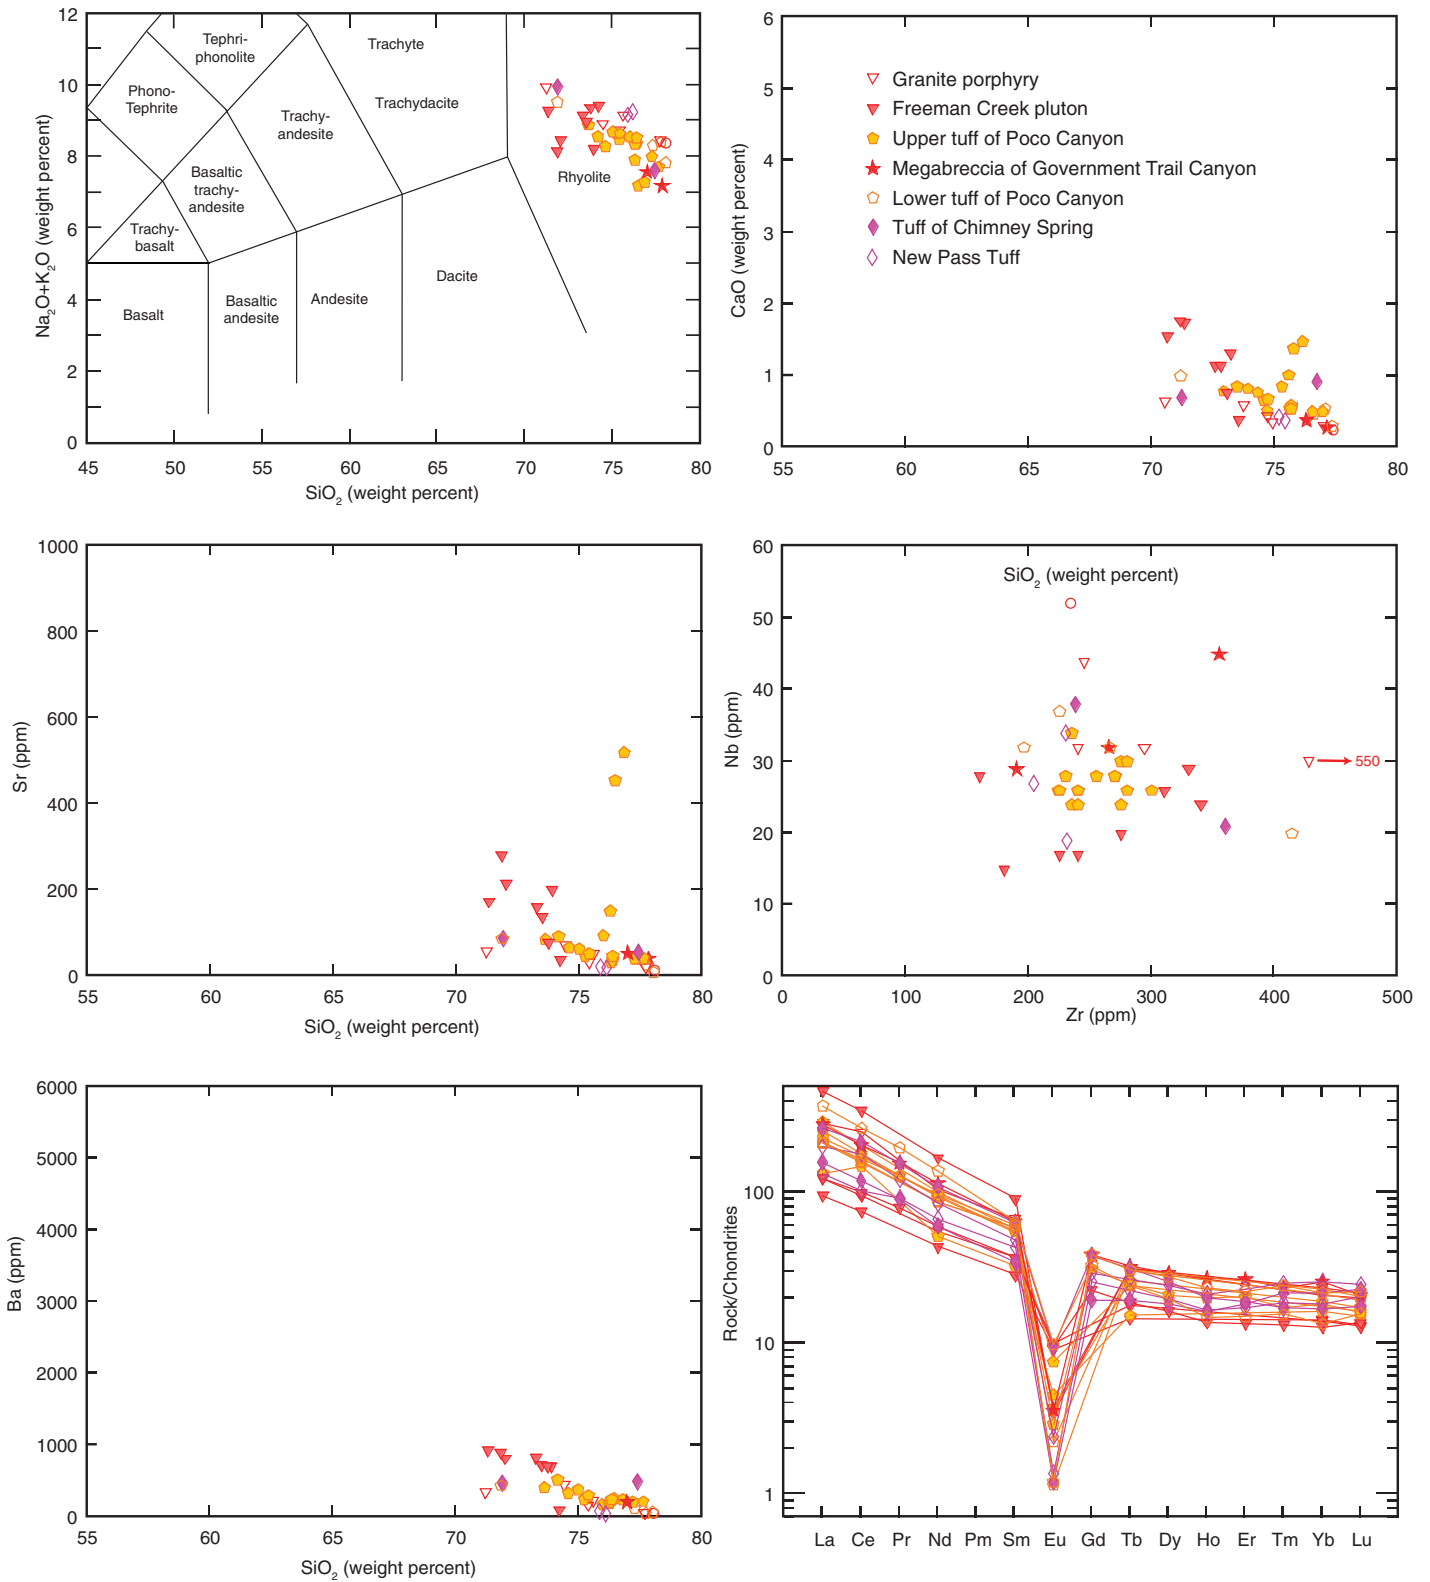 12
10
8
6
4
2
0
Na2O+K2O (weight percent)
Tephri-
phonolite
Trachyte
Phono-
Tephrite
Trachydacite
Trachy-
andesite
Basaltic
trachy-
andesite
Rhyolite
Trachy-
basalt
Dacite
Basalt
Basaltic
andesite
Andesite
45 50 55 60 65 70 75 80
SiO2 (weight percent)
6
5
4
3
2
1
0
CaO (weight percent)
Granite porphyry
Freeman Creek pluton
Upper tuff of Poco Canyon
Megabreccia of Government Trail Canyon
Lower tuff of Poco Canyon
Tuff of Chimney Spring
New Pass Tuff
55 60 65 70 75 80
1000
800
600
400
200
0
Sr (ppm)
55 60 65 70 75 80
SiO2 (weight percent)
60
50
40
30
20
10
0
Nb (ppm)
SiO2 (weight percent)
550
0 100 200 300 400 500
Zr (ppm)
6000
5000
4000
3000
2000
1000
0
Ba (ppm)
55 60 65 70 75 80
SiO2 (weight percent)
100
10
1
Rock/Chondrites
La Ce Pr Nd Pm Sm Eu Gd Tb Dy Ho Er Tm Yb Lu